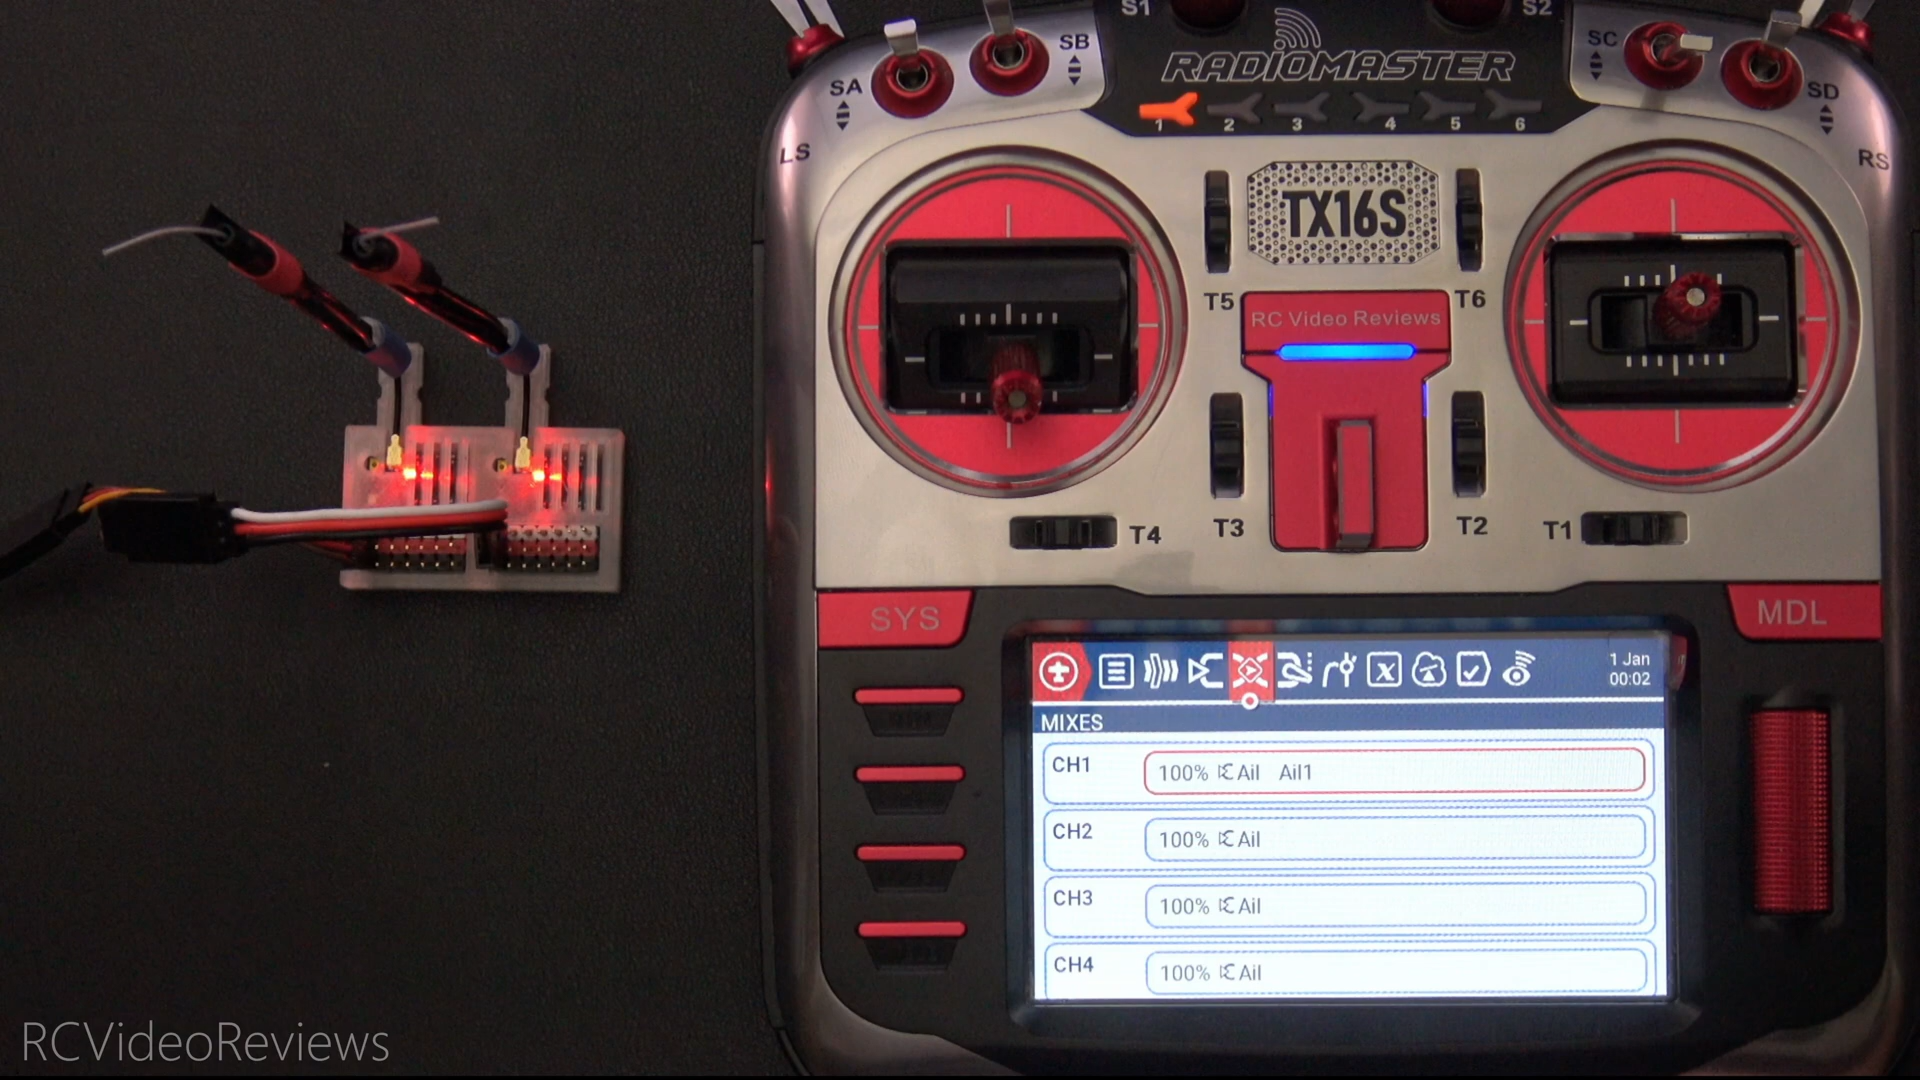 S1
S2
SB
SC
SA
SD
RADIOMASTER
1 2 3 4 5 6
LS
RS
TX16S
T5
T6
RC Video Reviews
T4
T3
T2
T1
SYS
MDL
1 Jan
00:02
MIXES
CH1 100% Ail Ail1
CH2 100% Ail
CH3 100% Ail
CH4 100% Ail
RCVideoReviews